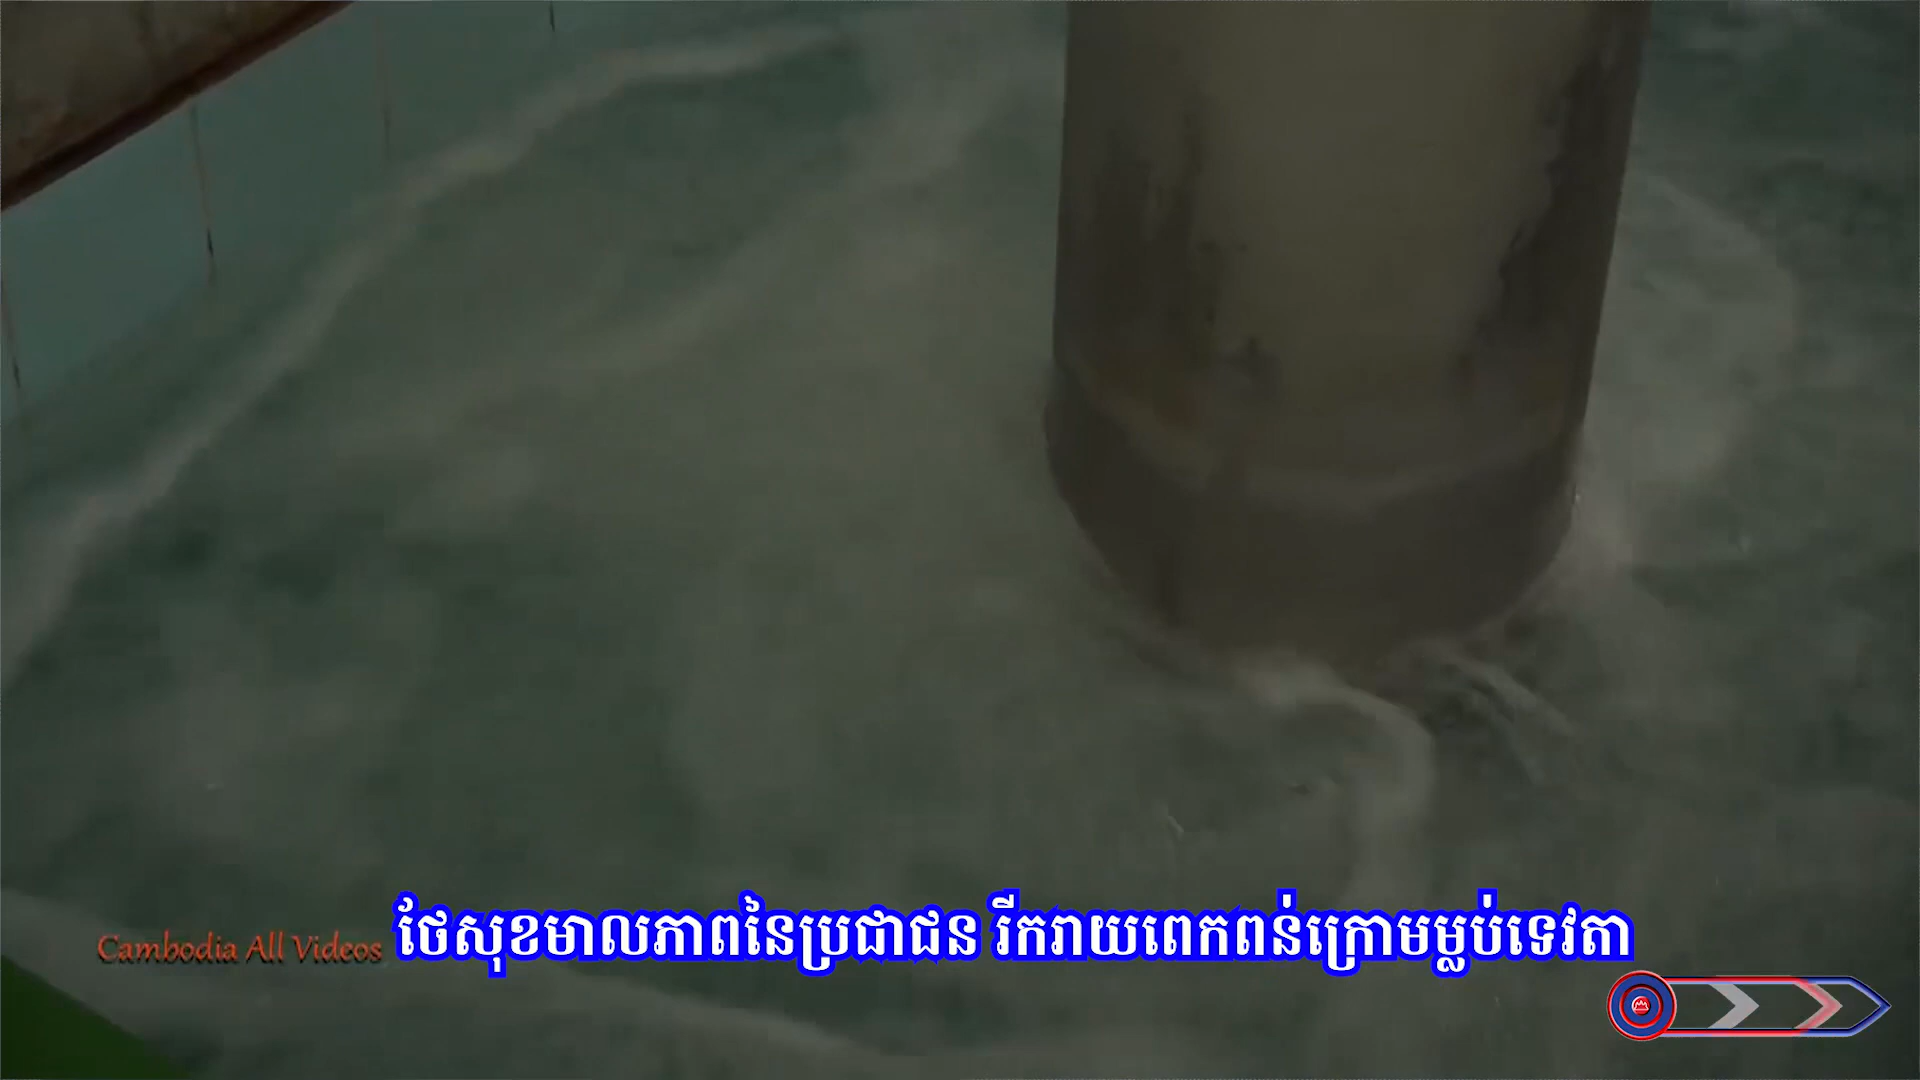 ថែសុខមាលភាពនៃប្រជាជន រីករាយពេកពន់ក្រោមម្លប់ទេវតា
Cambodia All Videos